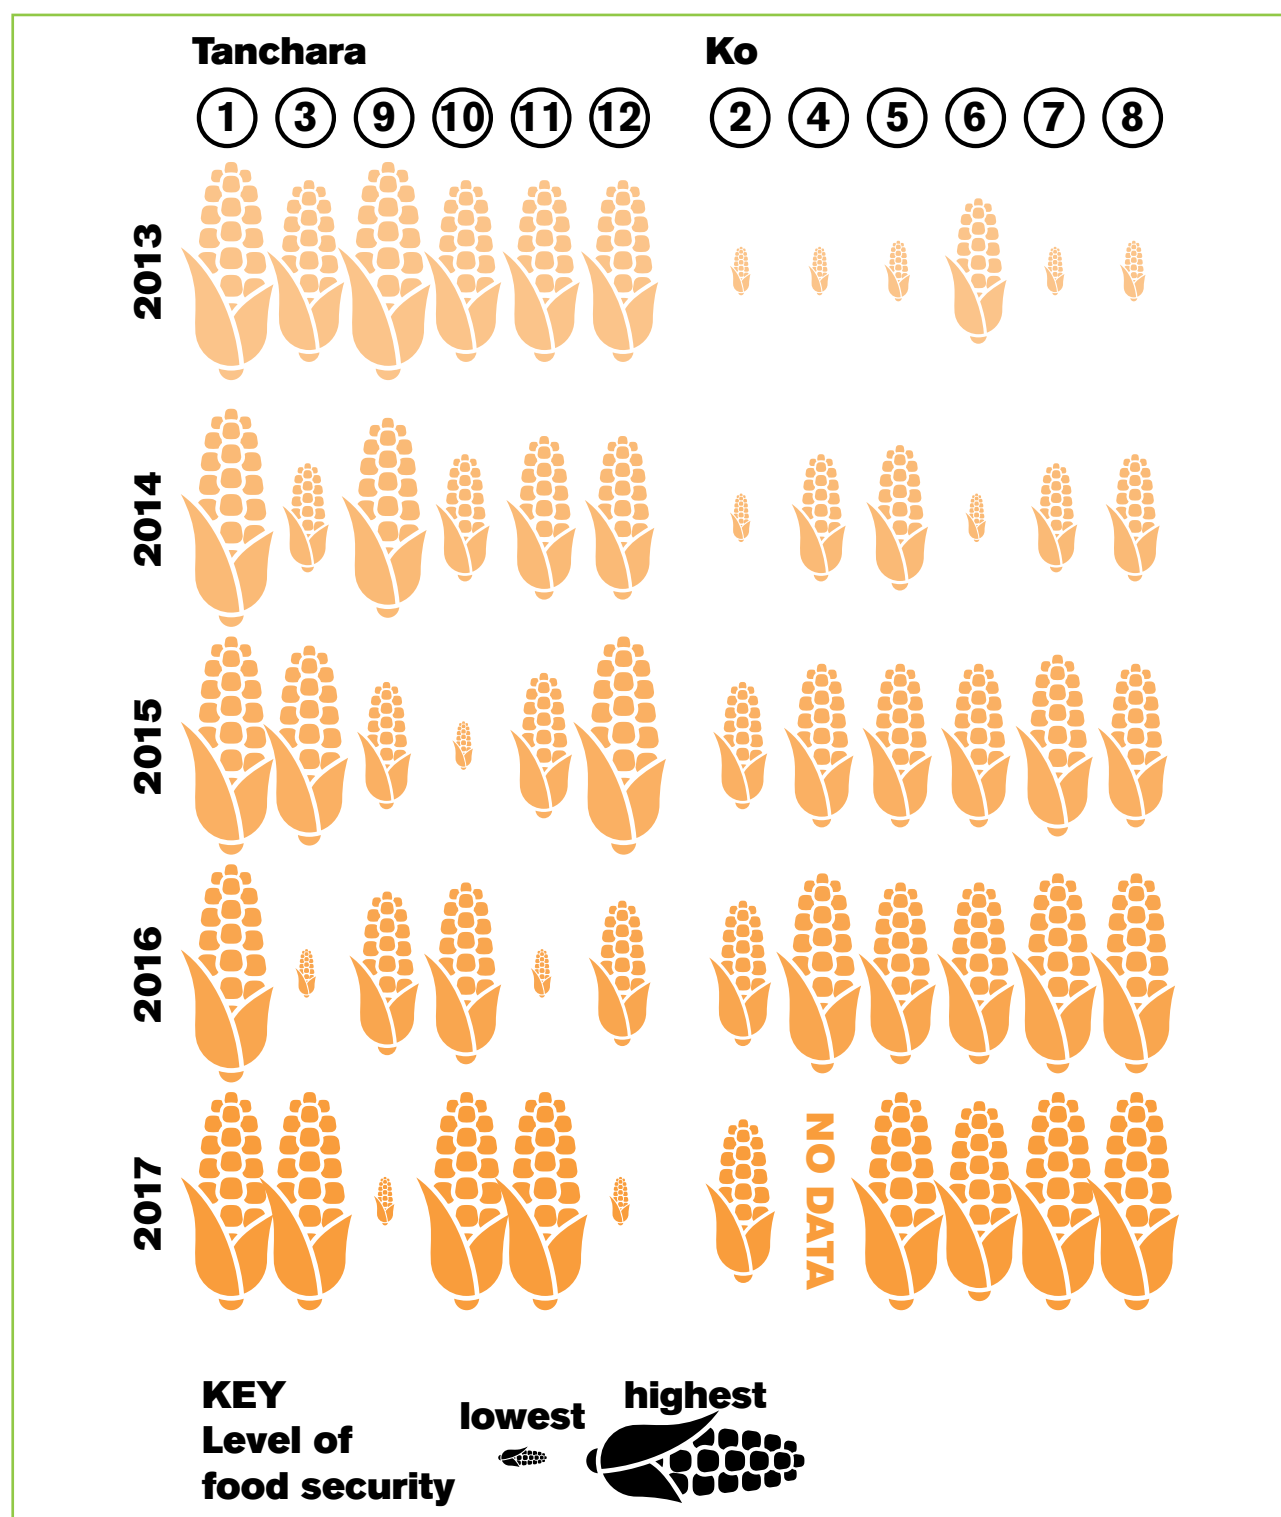 Tanchara
Ko
1 3 9 10 11 12
2 4 5 6 7 8
2013
2014
2015
2016
2017
NO DATA
KEY
Level of
food security
lowest
highest